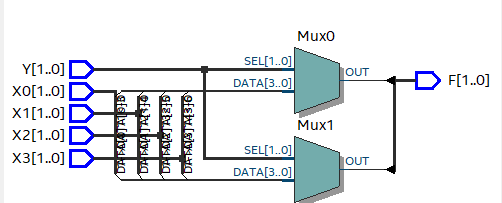 Mux0
Y[1..0]
SEL[1..0]
X0[1..0]
DATA[3..0]
OUT
F[1..0]
X1[1..0]
X2[1..0]
Mux1
X3[1..0]
SEL[1..0]
DATA[3..0]
OUT